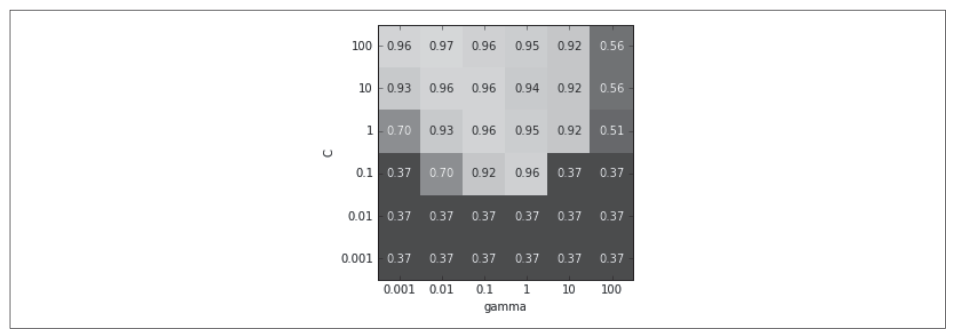 100 0.96 0.97 0.96 0.95 0.92 0.56
10 0.93 0.96 0.96 0.94 0.92 0.56
1 0.70 0.93 0.96 0.95 0.92 0.51
C
0.1 0.37 0.70 0.92 0.96 0.37 0.37
0.01 0.37 0.37 0.37 0.37 0.37 0.37
0.001 0.37 0.37 0.37 0.37 0.37 0.37
0.001 0.01 0.1 1 10 100
gamma